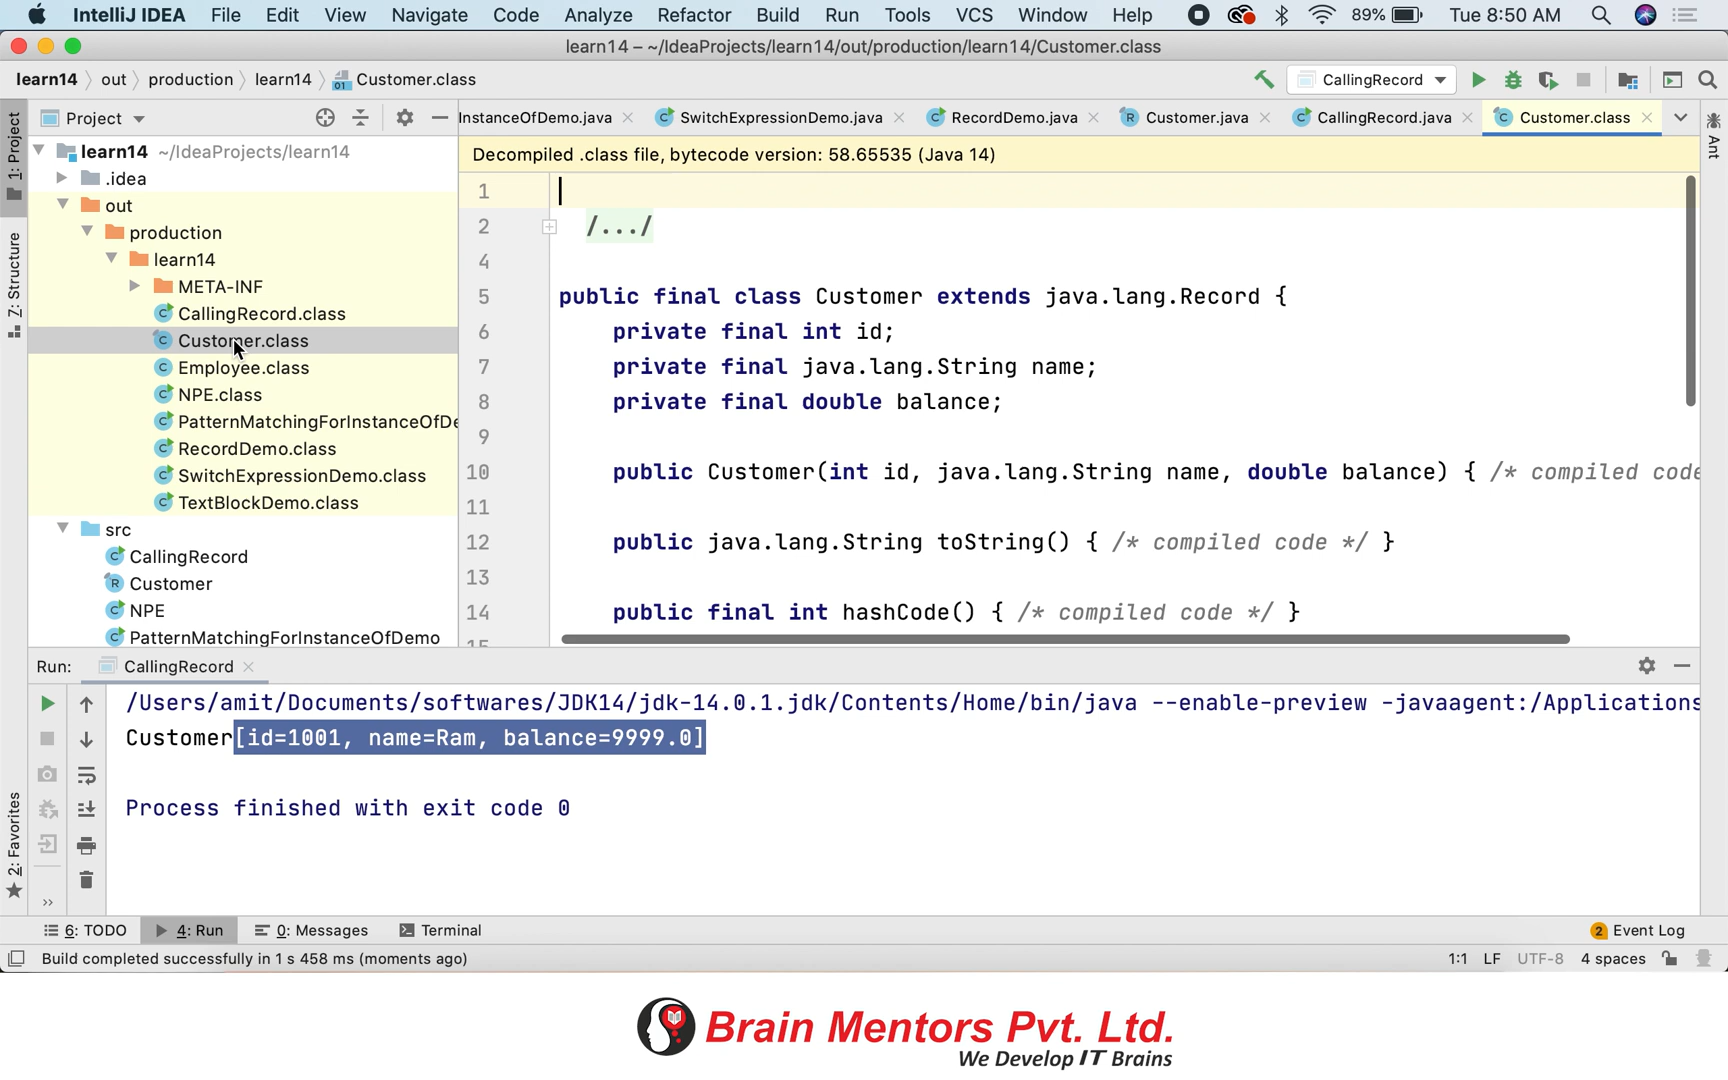 IntelliJ IDEA File Edit View Navigate Code Analyze Refactor Build Run Tools VCS Window Help 89% Tue 8:50 AM
learn14 – ~/IdeaProjects/learn14/out/production/learn14/Customer.class
learn14 out production learn14 Customer.class CallingRecord
Project InstanceOfDemo.java SwitchExpressionDemo.java RecordDemo.java Customer.java CallingRecord.java Customer.class
1: Project
Z: Structure
2: Favorites
Ant
learn14 ~/IdeaProjects/learn14
.idea
out
production
learn14
META-INF
CallingRecord.class
Customer.class
Employee.class
NPE.class
PatternMatchingForInstanceOfDe
RecordDemo.class
SwitchExpressionDemo.class
TextBlockDemo.class
src
CallingRecord
Customer
NPE
PatternMatchingForInstanceOfDemo
Decompiled .class file, bytecode version: 58.65535 (Java 14)
1
2 /.../
4
5 public final class Customer extends java.lang.Record {
6 private final int id;
7 private final java.lang.String name;
8 private final double balance;
9
10 public Customer(int id, java.lang.String name, double balance) { /* compiled code
11
12 public java.lang.String toString() { /* compiled code */ }
13
14 public final int hashCode() { /* compiled code */ }
15
Run: CallingRecord
/Users/amit/Documents/softwares/JDK14/jdk-14.0.1.jdk/Contents/Home/bin/java --enable-preview -javaagent:/Applications
Customer[id=1001, name=Ram, balance=9999.0]
Process finished with exit code 0
6: TODO 4: Run 0: Messages Terminal 2 Event Log
Build completed successfully in 1 s 458 ms (moments ago) 1:1 LF UTF-8 4 spaces
Brain Mentors Pvt. Ltd.
We Develop IT Brains